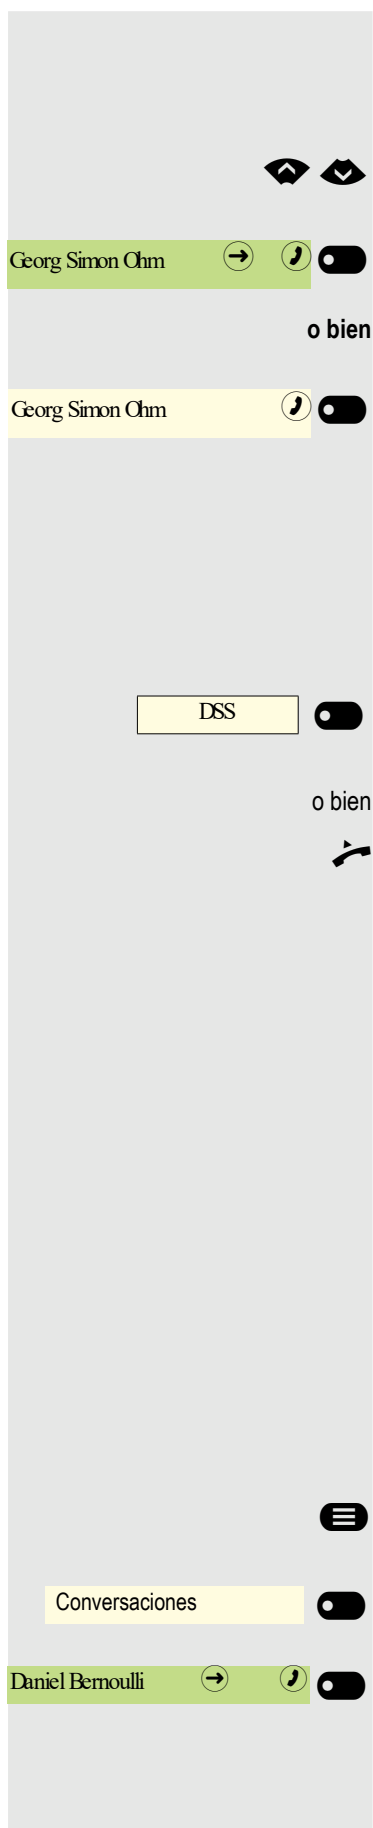 Georg Simon Ohm
o bien
Georg Simon Ohm
DSS
o bien
Conversaciones
Daniel Bernoulli